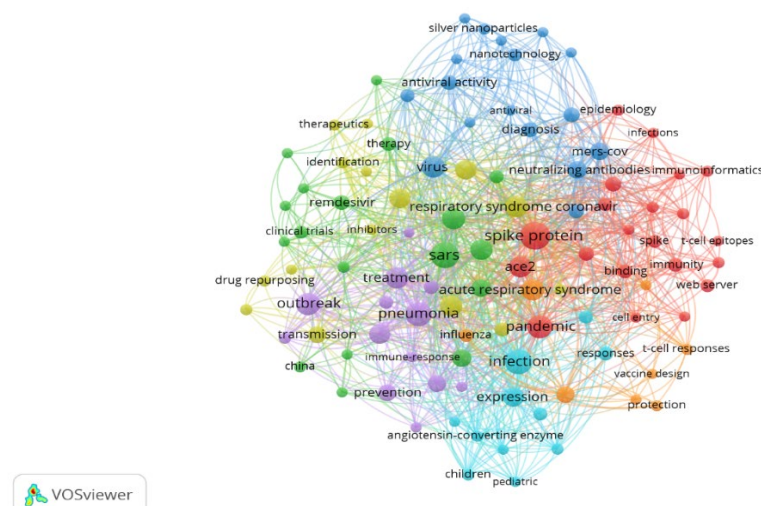 silver nanoparticles
nanotechnology
antiviral activity
antiviral
epidemiology
therapeutics
diagnosis
infections
therapy
mers-cov
identification
virus
neutralizing antibodies
immunoinformatics
remdesivir
respiratory syndrome coronavir
clinical trials
inhibitors
spike protein
spike
t-cell epitopes
sars
ace2
binding
immunity
drug repurposing
treatment
acute respiratory syndrome
web server
outbreak
pneumonia
cell entry
transmission
influenza
pandemic
immune-response
infection
responses
t-cell responses
china
vaccine design
prevention
expression
protection
angiotensin-converting enzyme
children
pediatric
VOSviewer